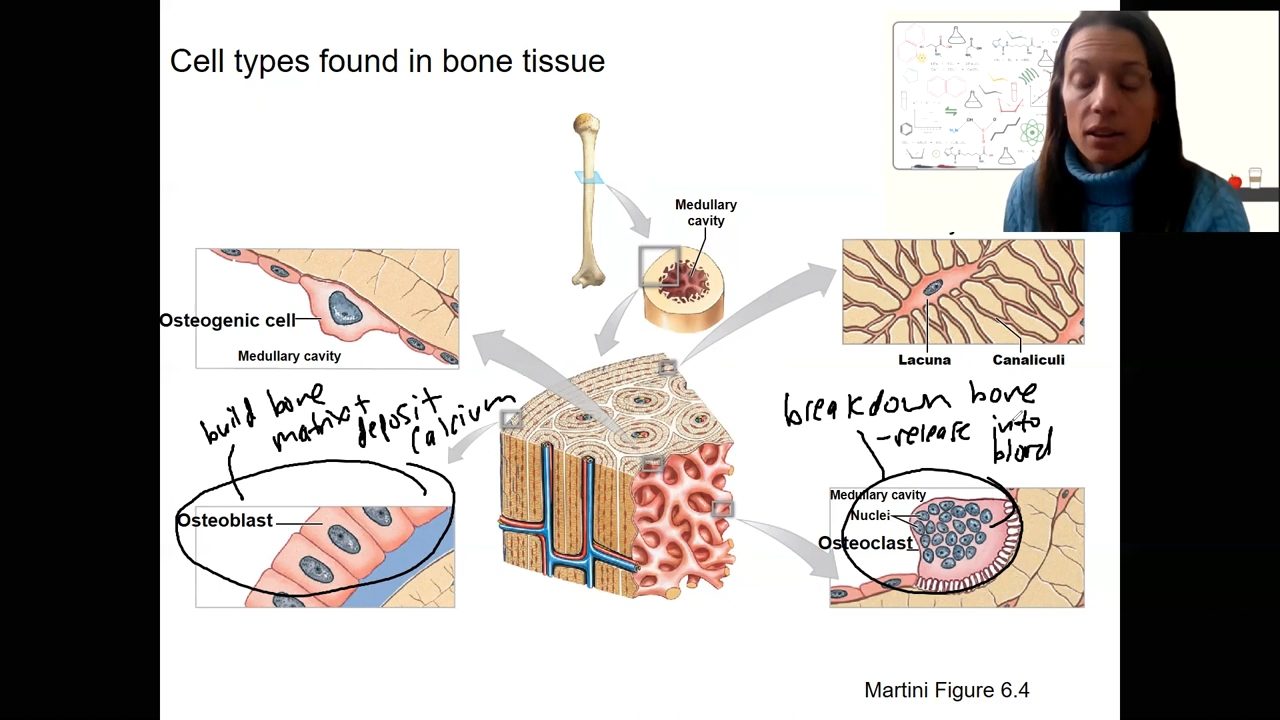 Cell types found in bone tissue
Medullary
cavity
Osteogenic cell
Medullary cavity
Lacuna
Canaliculi
build bone
matrix +
deposit
calcium
breakdown bone
-release
into
blood
Osteoblast
Medullary cavity
Nuclei
Osteoclast
Martini Figure 6.4